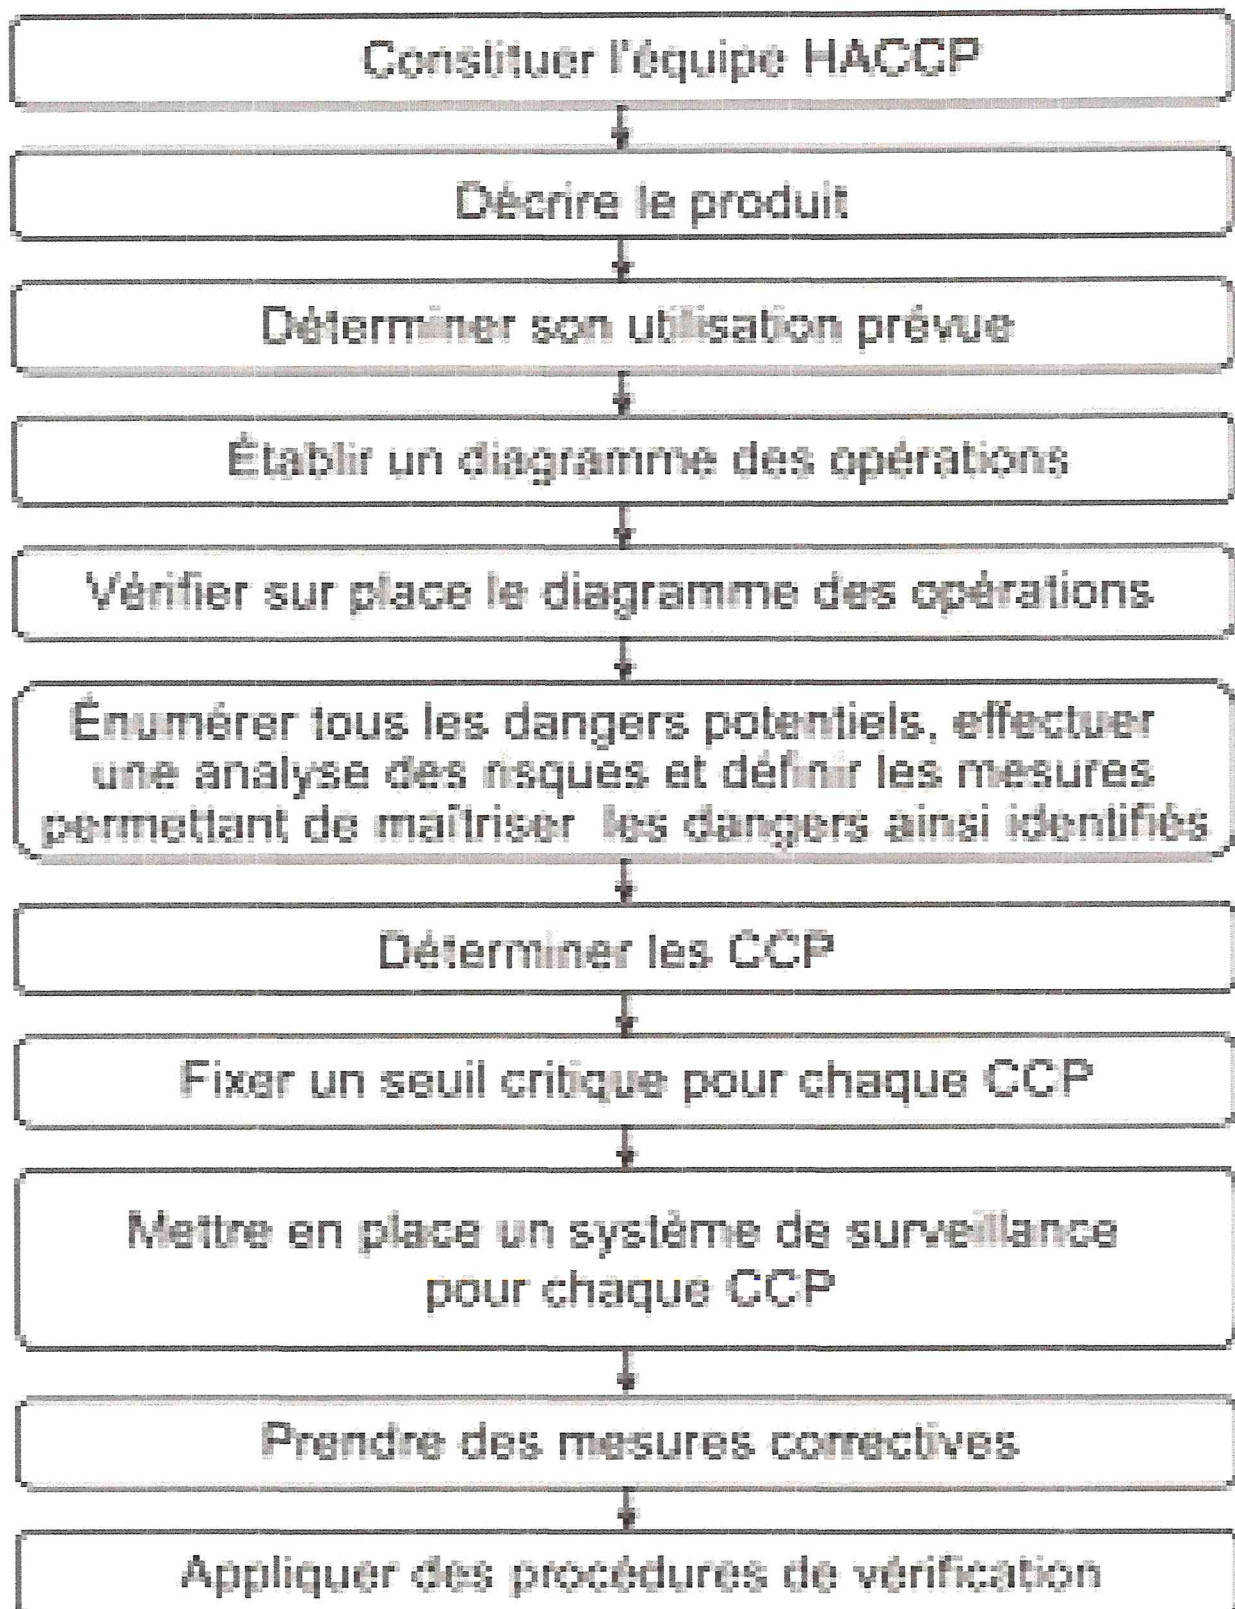 Constituer l'équipe HACCP
Décrire le produit
Déterminer son utilisation prévue
Établir un diagramme des opérations
Vérifier sur place le diagramme des opérations
Énumérer tous les dangers potentiels, effectuer
une analyse des risques et définir les mesures
permettant de maîtriser les dangers ainsi identifiés
Déterminer les CCP
Fixer un seuil critique pour chaque CCP
Mettre en place un système de surveillance
pour chaque CCP
Prendre des mesures correctives
Appliquer des procédures de vérification